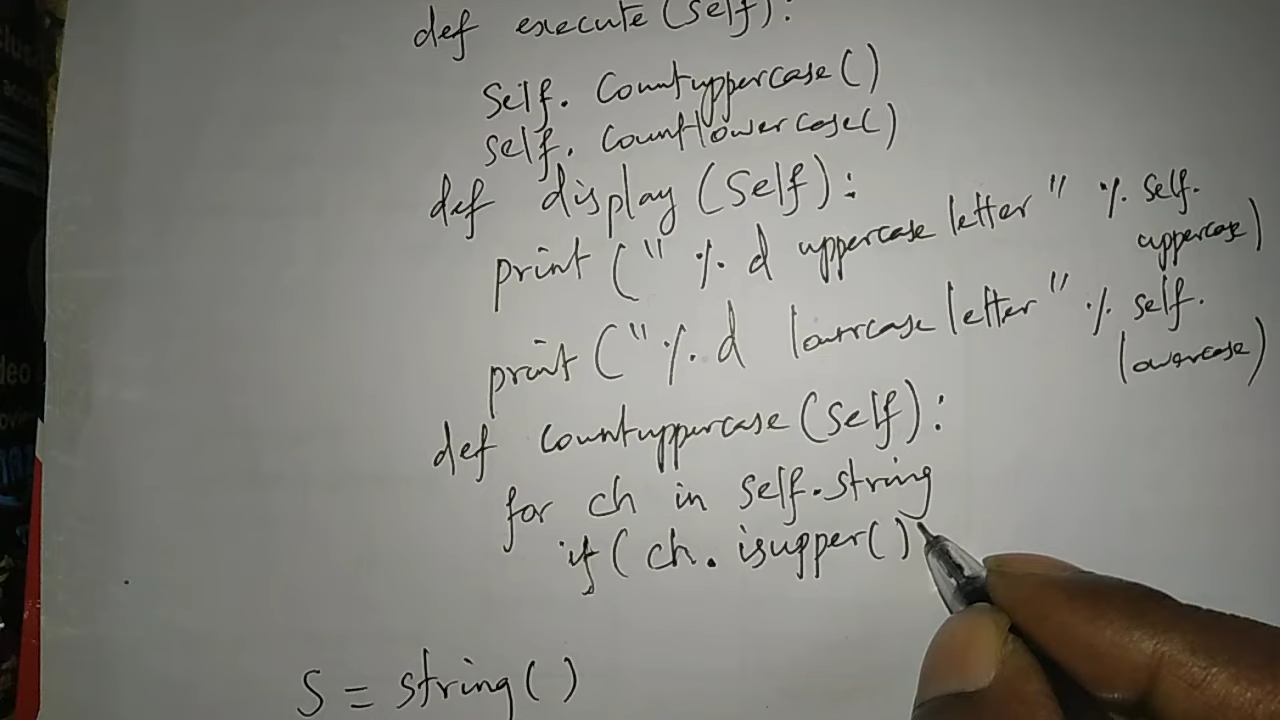 def execute(self):
self. Countuppercase()
self. Countlowercase()
def display(self):
print(" %d uppercase letter" % self.
uppercase)
print("%d lowercase letter" % self.
lowercase)
def countuppercase(self):
for ch in self.string
if(ch. isupper()
S = string()